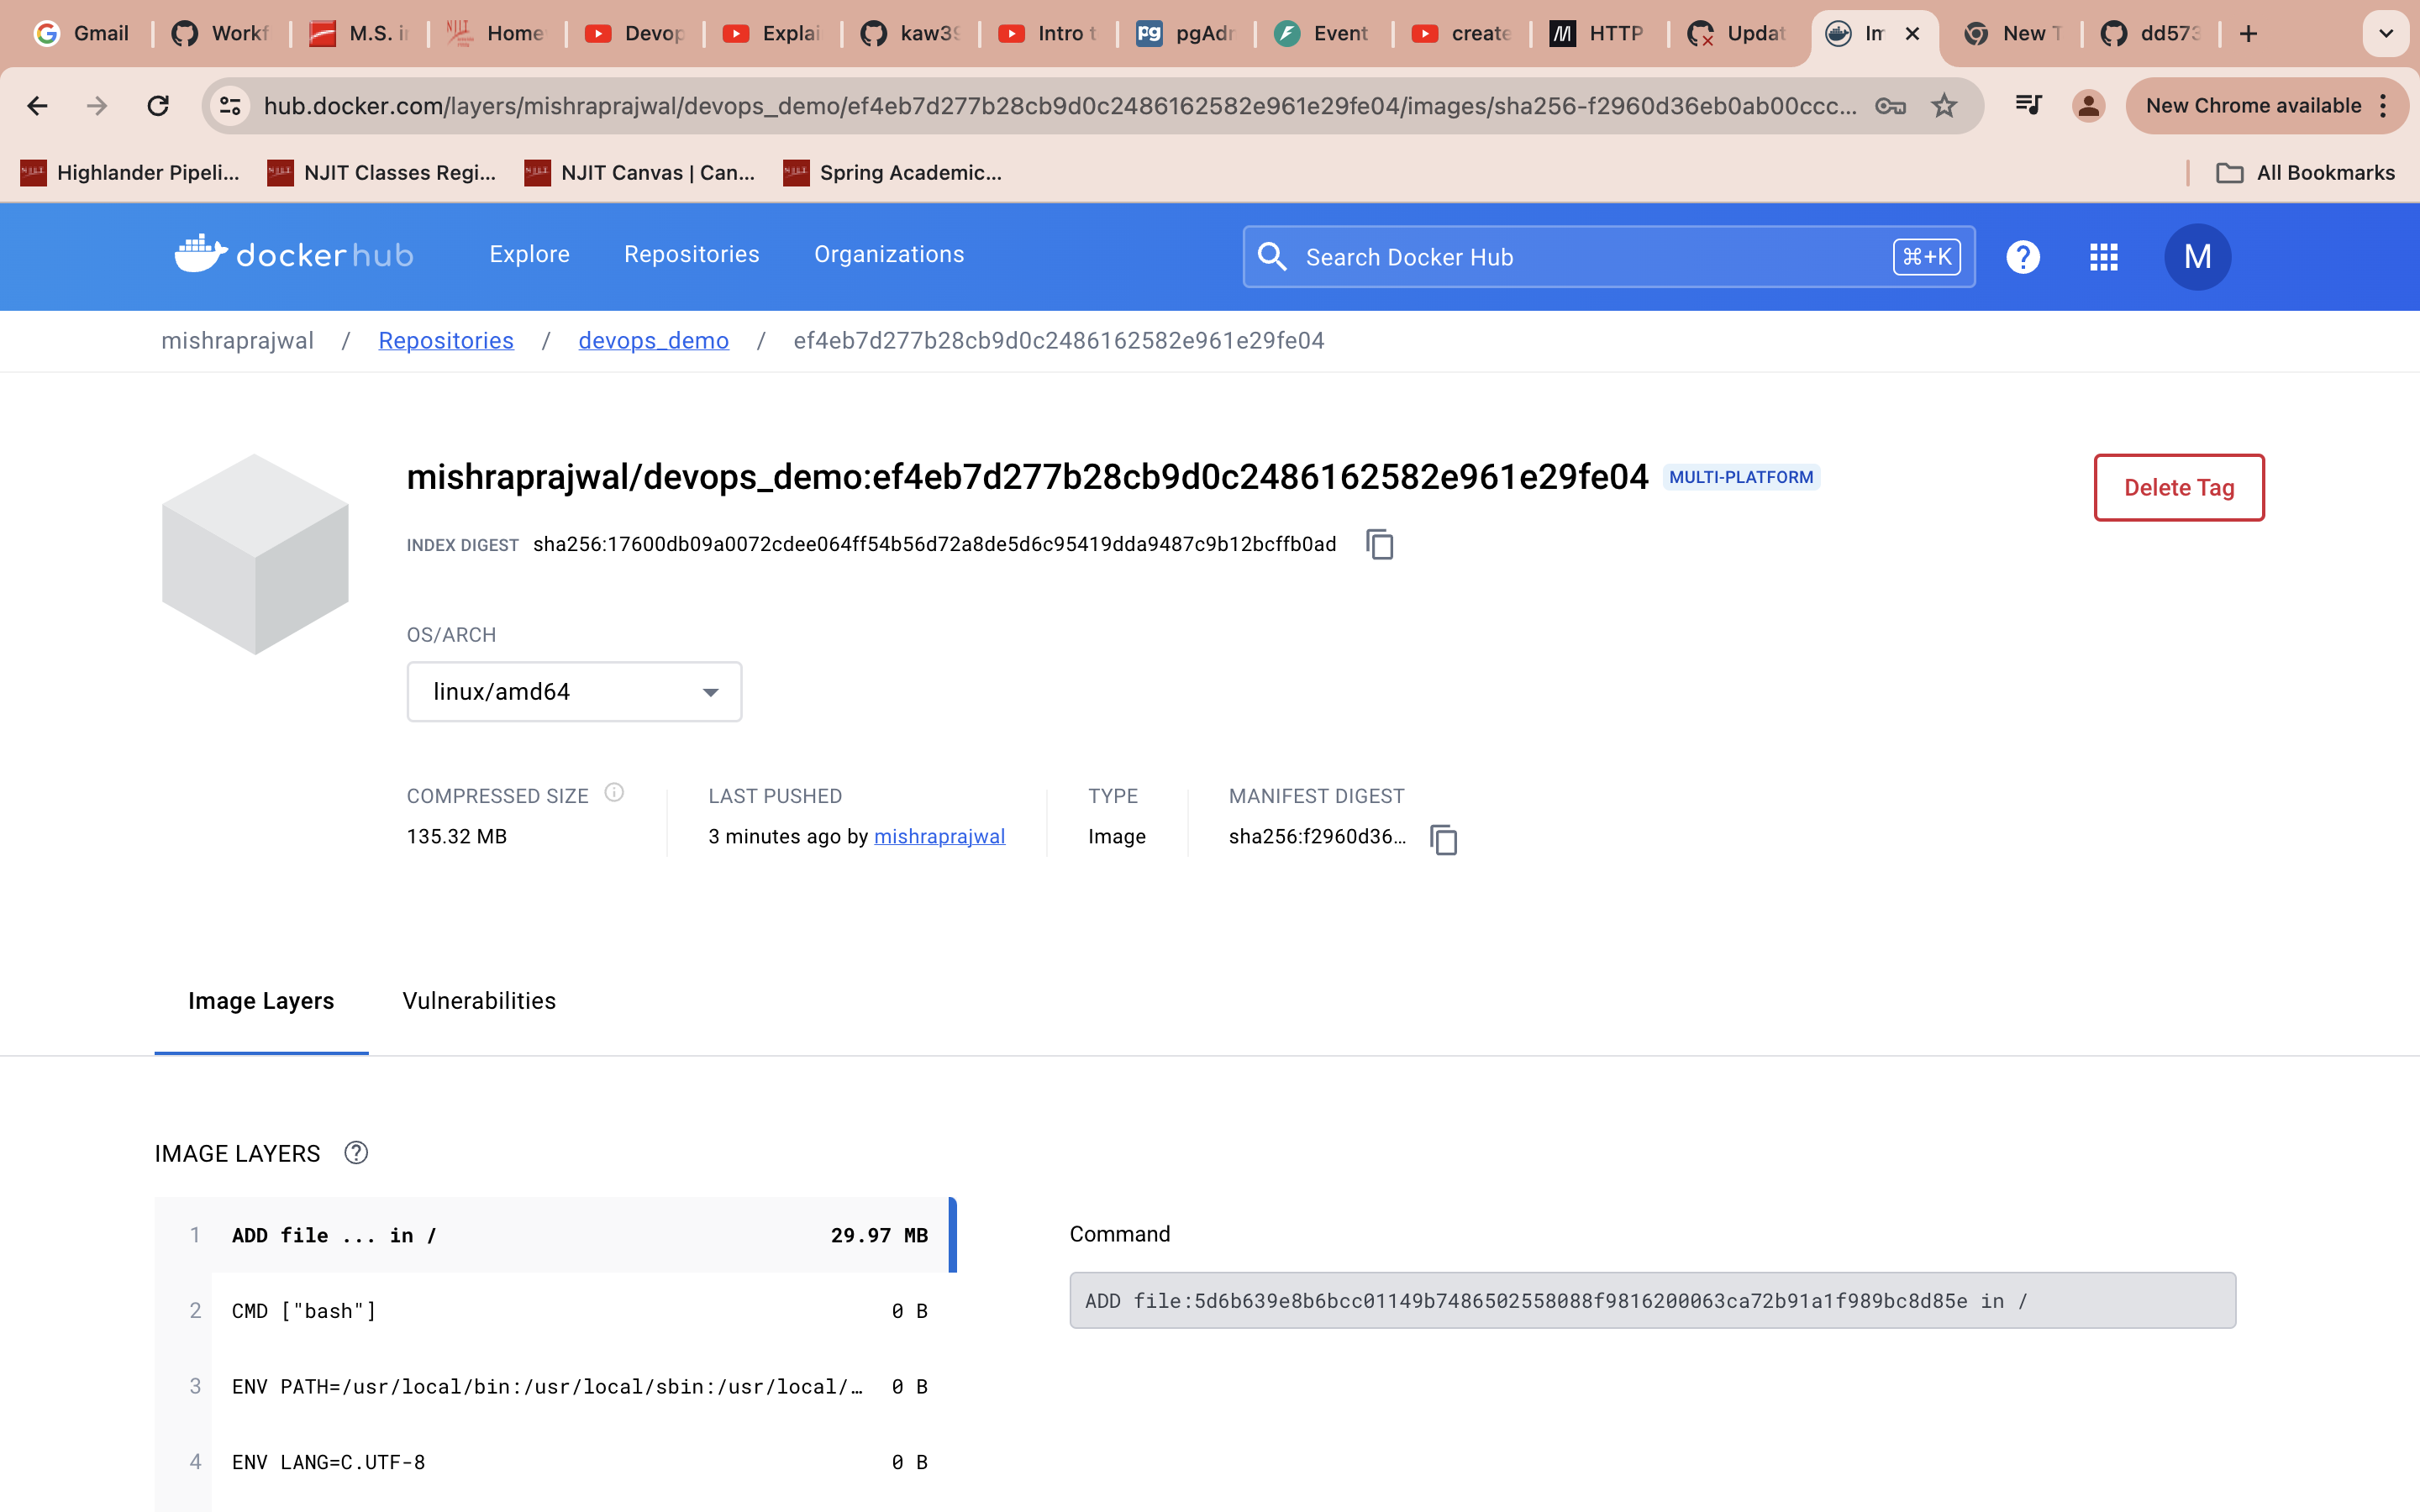 Gmail
Workf
M.S. i
Home
Devop
Explai
kaw39
Intro t
pgAdr
Event
create
HTTP
Updat
Im
New T
dd573
hub.docker.com/layers/mishraprajwal/devops_demo/ef4eb7d277b28cb9d0c2486162582e961e29fe04/images/sha256-f2960d36eb0ab00ccc...
New Chrome available
Highlander Pipeli...
NJIT Classes Regi...
NJIT Canvas | Can...
Spring Academic...
All Bookmarks
dockerhub
Explore
Repositories
Organizations
Search Docker Hub
⌘+K
M
mishraprajwal / Repositories / devops_demo / ef4eb7d277b28cb9d0c2486162582e961e29fe04
mishraprajwal/devops_demo:ef4eb7d277b28cb9d0c2486162582e961e29fe04
MULTI-PLATFORM
Delete Tag
INDEX DIGEST sha256:17600db09a0072cdee064ff54b56d72a8de5d6c95419dda9487c9b12bcffb0ad
OS/ARCH
linux/amd64
COMPRESSED SIZE
135.32 MB
LAST PUSHED
3 minutes ago by mishraprajwal
TYPE
Image
MANIFEST DIGEST
sha256:f2960d36...
Image Layers
Vulnerabilities
IMAGE LAYERS
1 ADD file ... in / 29.97 MB
2 CMD ["bash"] 0 B
3 ENV PATH=/usr/local/bin:/usr/local/sbin:/usr/local/... 0 B
4 ENV LANG=C.UTF-8 0 B
Command
ADD file:5d6b639e8b6bcc01149b7486502558088f9816200063ca72b91a1f989bc8d85e in /